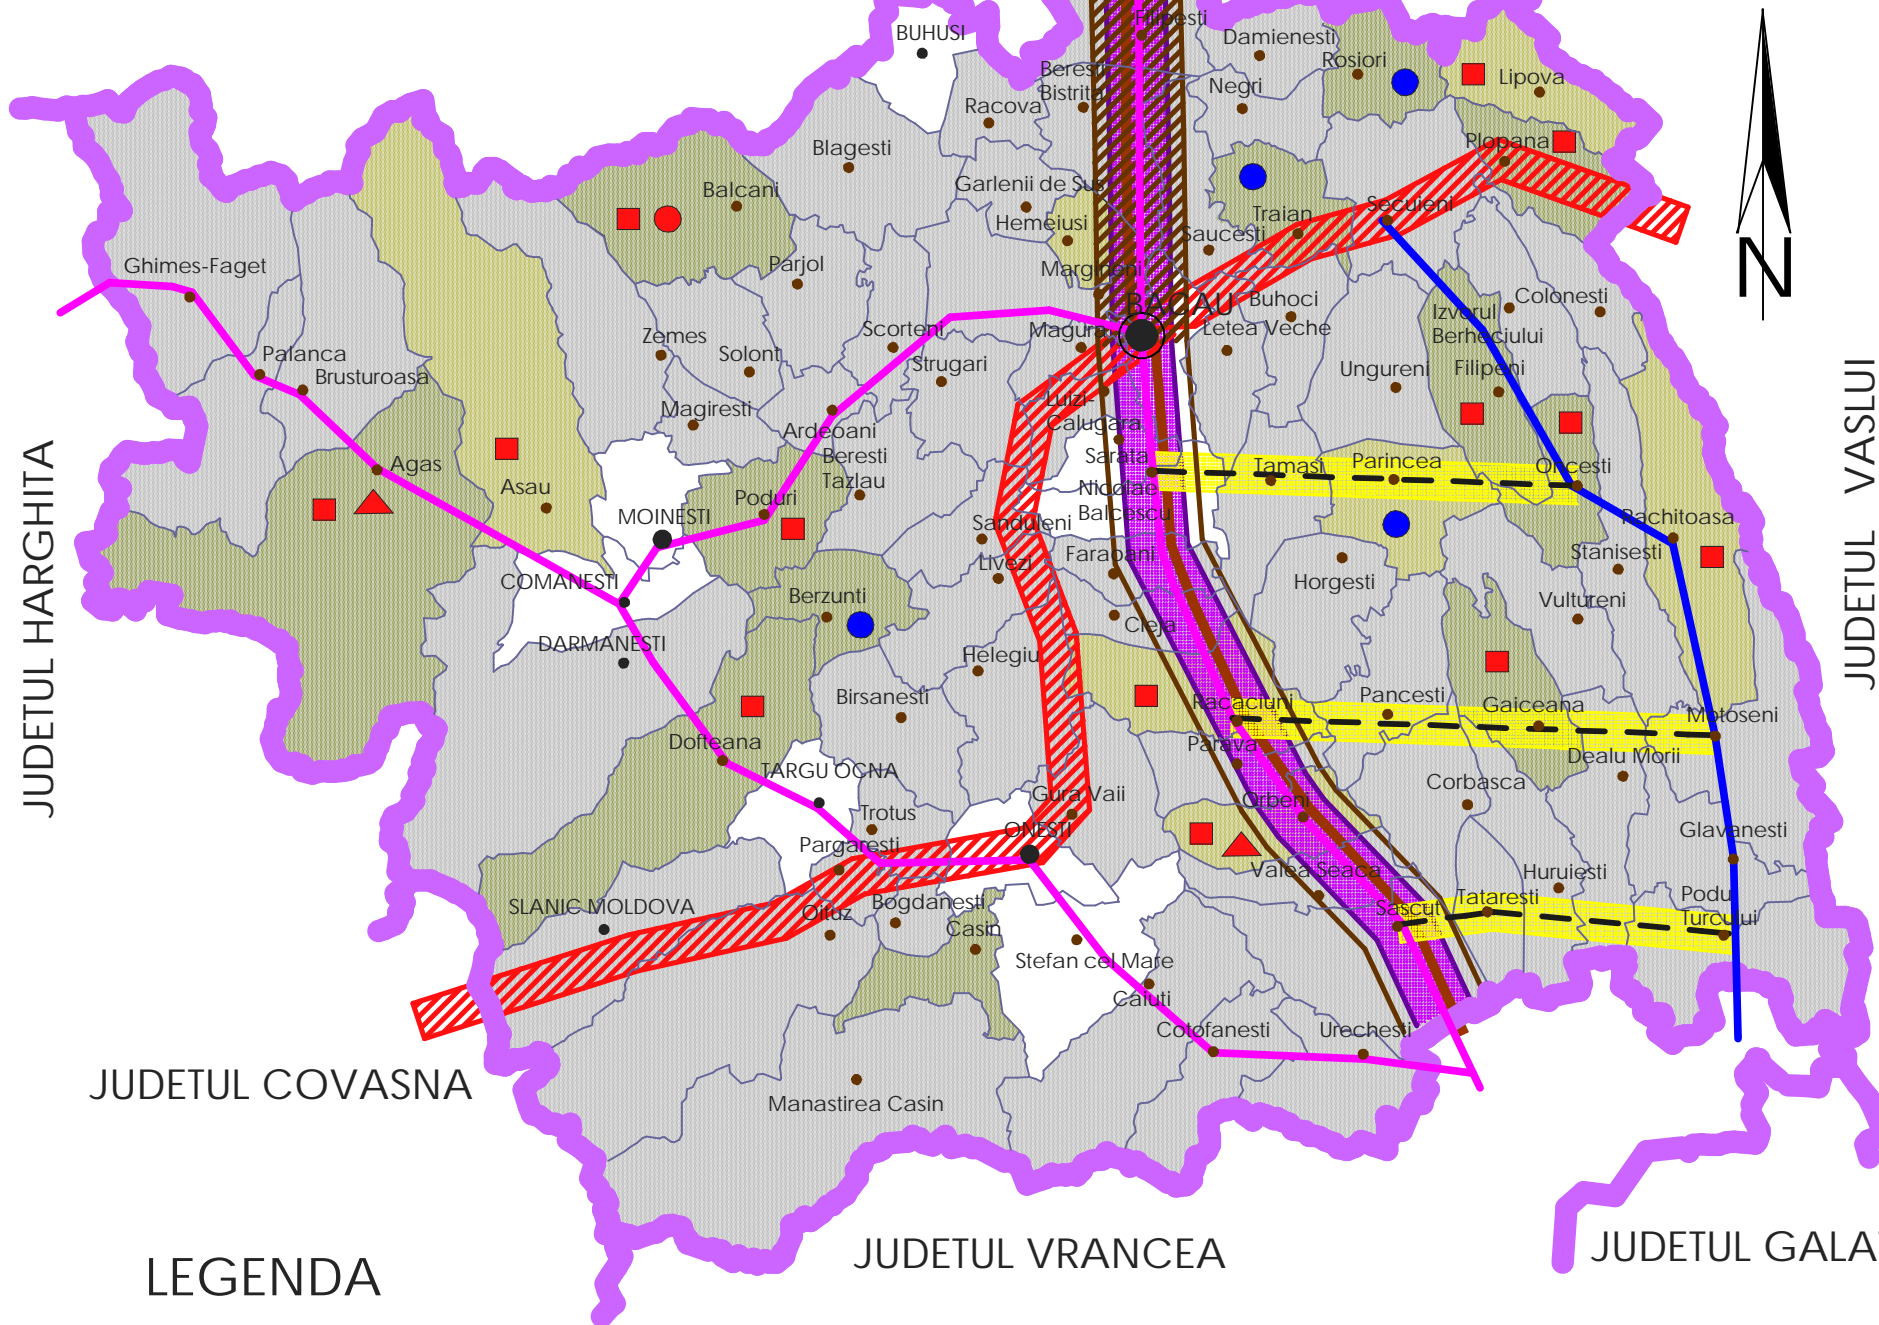 Filipesti
BUHUSI
Damienesti
Rosiori
Beresti
Bistrita
Negri
Lipova
Racova
Plopana
Blagesti
Garlenii de Sus
Balcani
Hemeiusi
Traian
Secuieni
Saucesti
Ghimes-Faget
Parjol
Margineni
N
BACAU
Buhoci
Colonesti
Izvorul
Berheciului
Zemes
Scorteni
Magura
Letea Veche
Palanca
Solont
Strugari
Brusturoasa
Ungureni
Filipeni
Magiresti
Luizi-
Calugara
Ardeoani
Beresti
Tazlau
Sarata
Tamasi
Parincea
Oncesti
Agas
Asau
Poduri
Nicolae
Balcescu
MOINESTI
Sanduleni
Rachitoasa
Faraoani
Stanisesti
Livezi
COMANESTI
Horgesti
Berzunti
Vultureni
Cleja
DARMANESTI
Helegiu
Birsanesti
Racaciuni
Pancesti
Gaiceana
Motoseni
Dofteana
Parava
Dealu Morii
TARGU OCNA
Corbasca
Gura Vaii
Orbeni
Trotus
ONESTI
Glavanesti
Pargaresti
Valea Seaca
Huruiesti
SLANIC MOLDOVA
Oituz
Bogdanesti
Sascut
Tataresti
Podu
Turcului
Casin
Stefan cel Mare
Caiuti
Cotofanesti
Urechesti
Manastirea Casin
JUDETUL HARGHITA
JUDETUL VASLUI
JUDETUL COVASNA
JUDETUL VRANCEA
JUDETUL GALA
LEGENDA